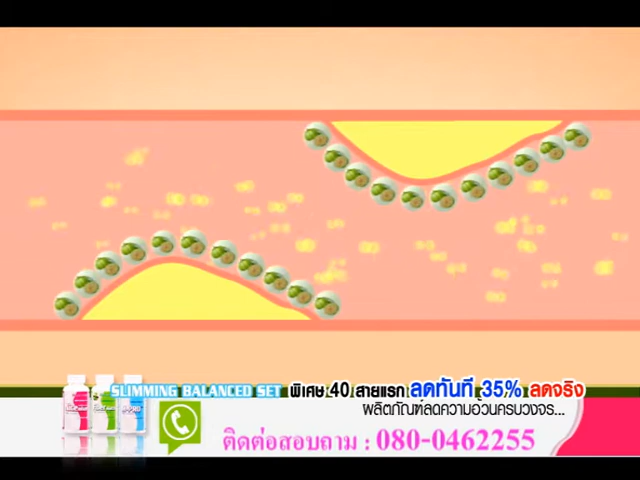 SLIMMING BALANCED SET พิเศษ 40 สายแรก ลดทันที 35% ลดจริง
ผลิตภัณฑ์ลดความอ้วนครบวงจร...
ติดต่อสอบถาม : 080-0462255